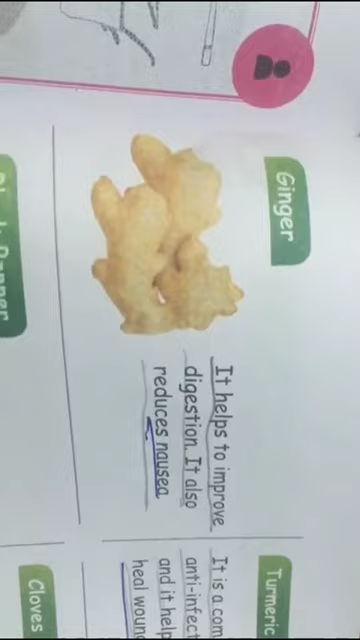 Ginger
It helps to improve
digestion. It also
reduces nausea
Turmeric
It is a com
anti-infect
and it help
heal woun
Cloves